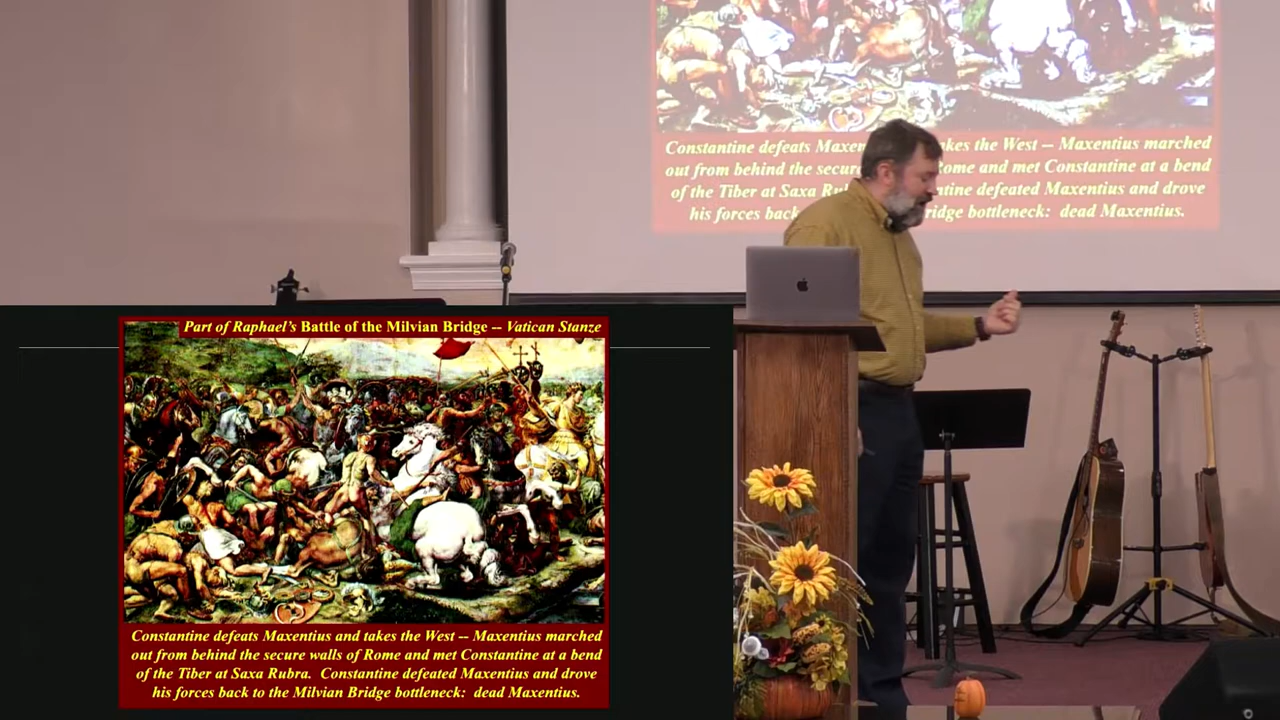 Constantine defeats Maxen akes the West -- Maxentius marched
out from behind the secur Rome and met Constantine at a bend
of the Tiber at Saxa Rub ntine defeated Maxentius and drove
his forces back ridge bottleneck: dead Maxentius.
Part of Raphael's Battle of the Milvian Bridge -- Vatican Stanze
Constantine defeats Maxentius and takes the West -- Maxentius marched
out from behind the secure walls of Rome and met Constantine at a bend
of the Tiber at Saxa Rubra. Constantine defeated Maxentius and drove
his forces back to the Milvian Bridge bottleneck: dead Maxentius.